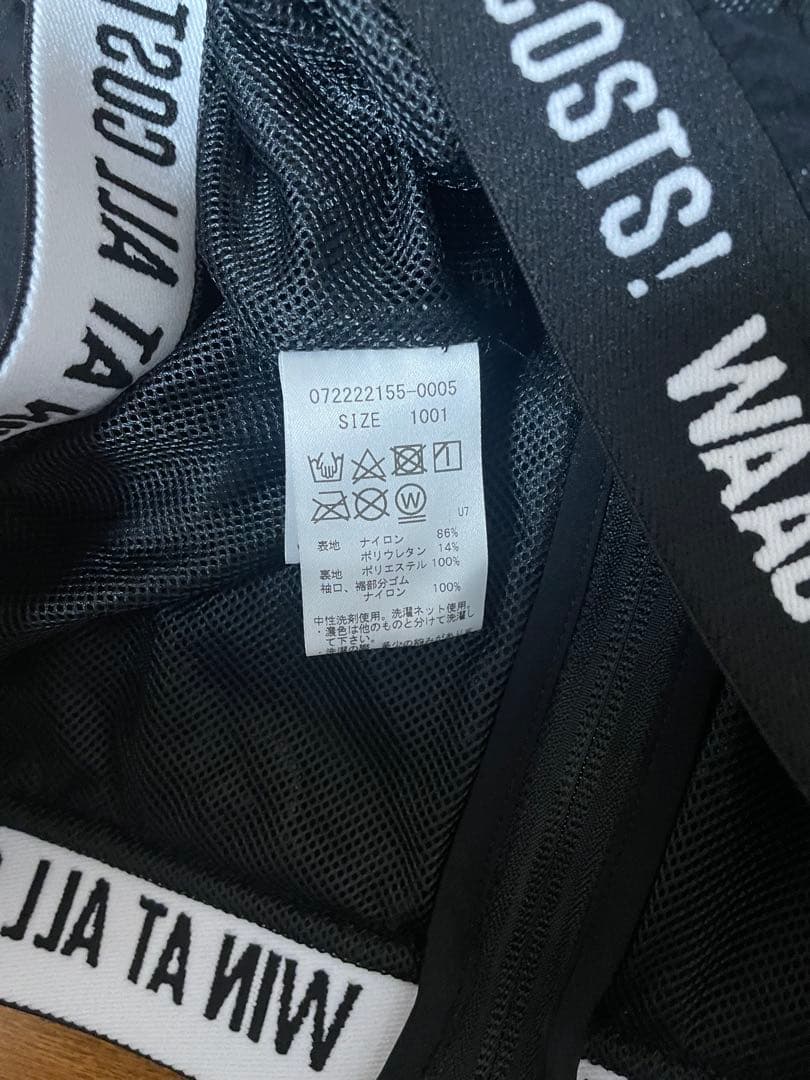 COSTS! WAAC
WIN AT ALL COST
072222155-0005
SIZE 1001
W
U7
表地 ナイロン 86%
ポリウレタン 14%
裏地 ポリエステル 100%
袖口、裾部分ゴム
ナイロン 100%
中性洗剤使用。洗濯ネット使用。
・濃色は他のものと分けて洗濯し
て下さい。
WIN AT ALL